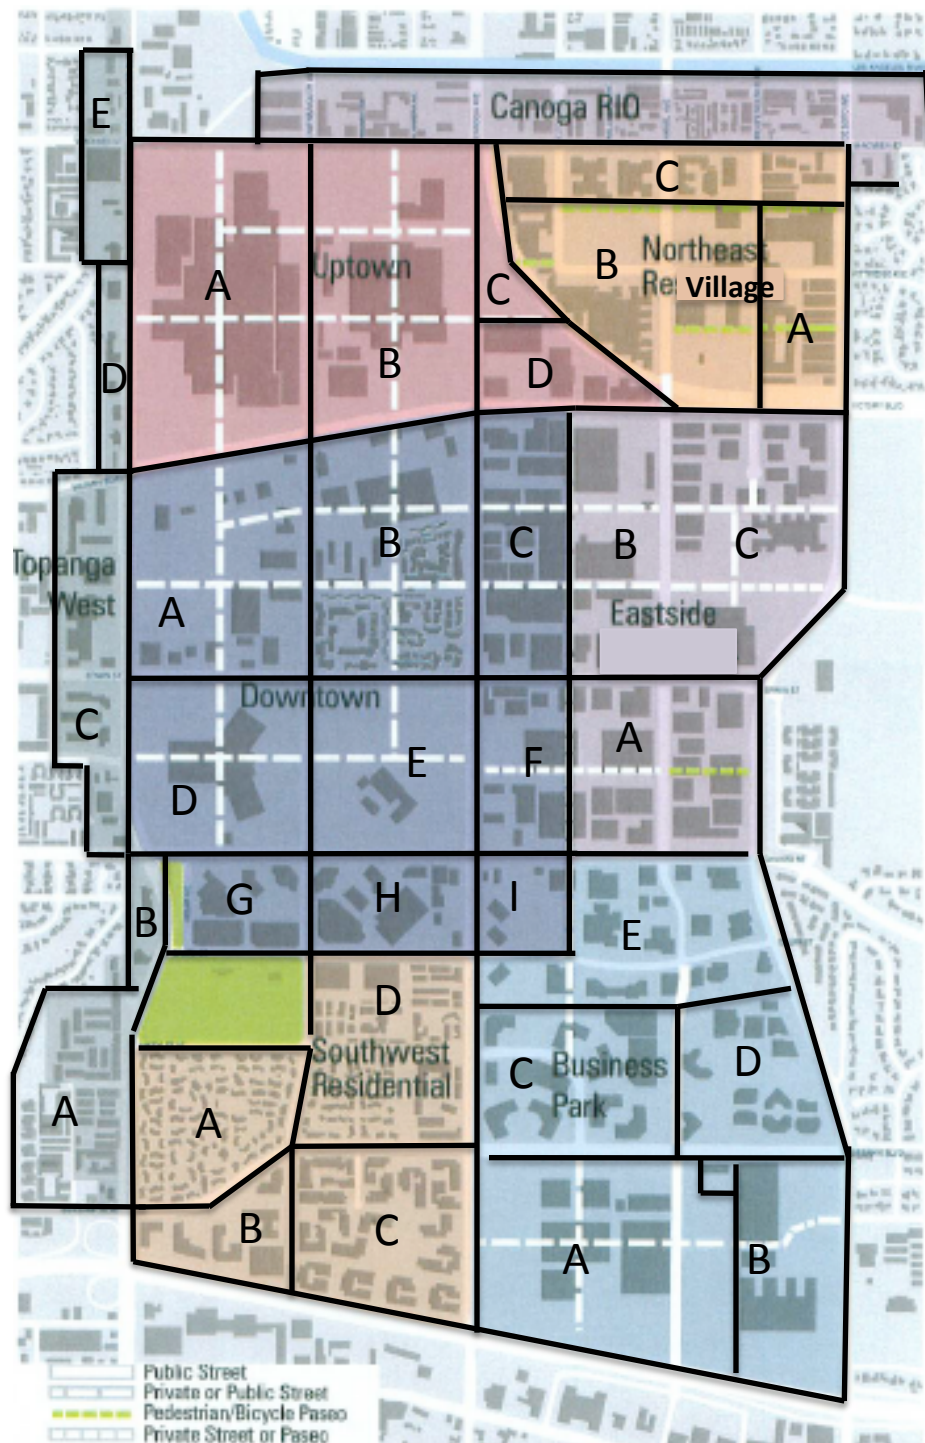 Canoga RIO
E
C
Northeast
B
Village
A
Uptown
C
A
B
D
D
B
C
B
C
A
Topanga
West
Eastside
Downtown
C
A
E
F
D
G
H
I
B
E
D
Southwest
Residential
C
Business
Park
D
A
A
B
C
A
B
Public Street
Private or Public Street
Pedestrian/Bicycle Paseo
Private Street or Paseo